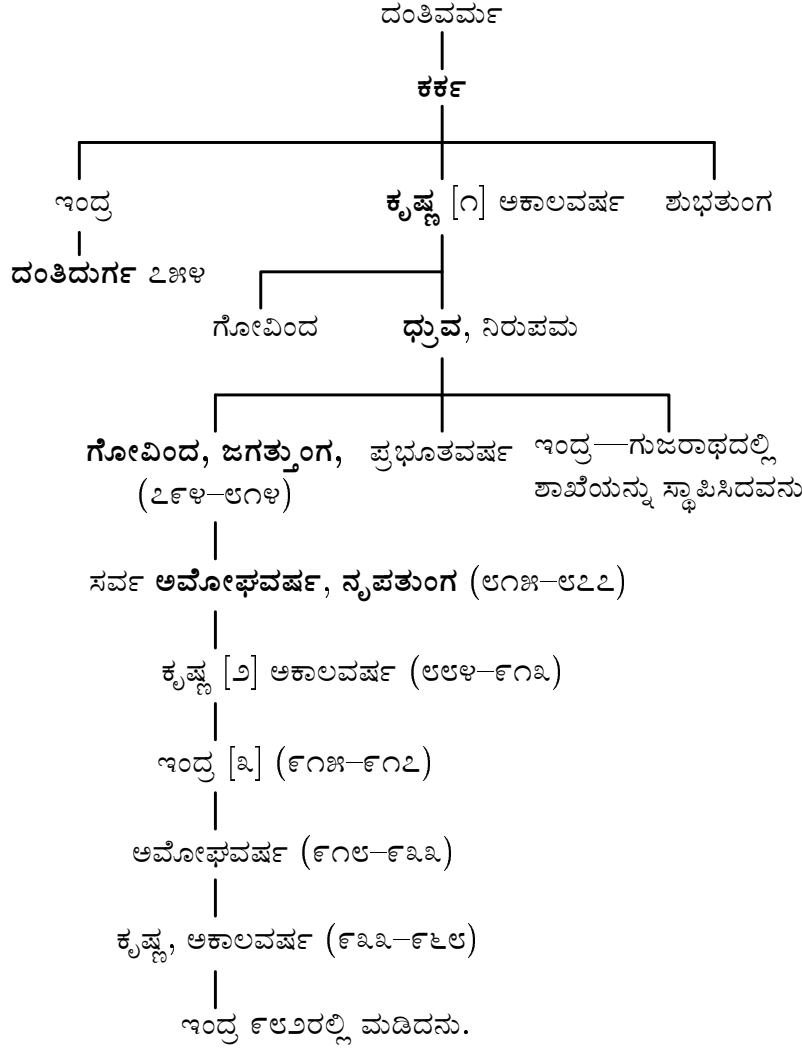 ದಂತಿವರ್ಮ
ಕರ್ಕ
ಇಂದ್ರ ಕೃಷ್ಣ [೧] ಅಕಾಲವರ್ಷ ಶುಭತುಂಗ
ದಂತಿದುರ್ಗ ೭೫೪
ಗೋವಿಂದ ಧ್ರುವ, ನಿರುಪಮ
ಗೋವಿಂದ, ಜಗತ್ತುಂಗ, ಪ್ರಭೂತವರ್ಷ ಇಂದ್ರ—ಗುಜರಾಥದಲ್ಲಿ
(೭೯೪–೮೧೪) ಶಾಖೆಯನ್ನು ಸ್ಥಾಪಿಸಿದವನು
ಸರ್ವ ಅಮೋಘವರ್ಷ, ನೃಪತುಂಗ (೮೧೫–೮೭೭)
ಕೃಷ್ಣ [೨] ಅಕಾಲವರ್ಷ (೮೮೪–೯೧೩)
ಇಂದ್ರ [೩] (೯೧೫–೯೧೭)
ಅಮೋಘವರ್ಷ (೯೧೮–೯೩೩)
ಕೃಷ್ಣ, ಅಕಾಲವರ್ಷ (೯೩೩–೯೬೮)
ಇಂದ್ರ ೯೮೨ರಲ್ಲಿ ಮಡಿದನು.